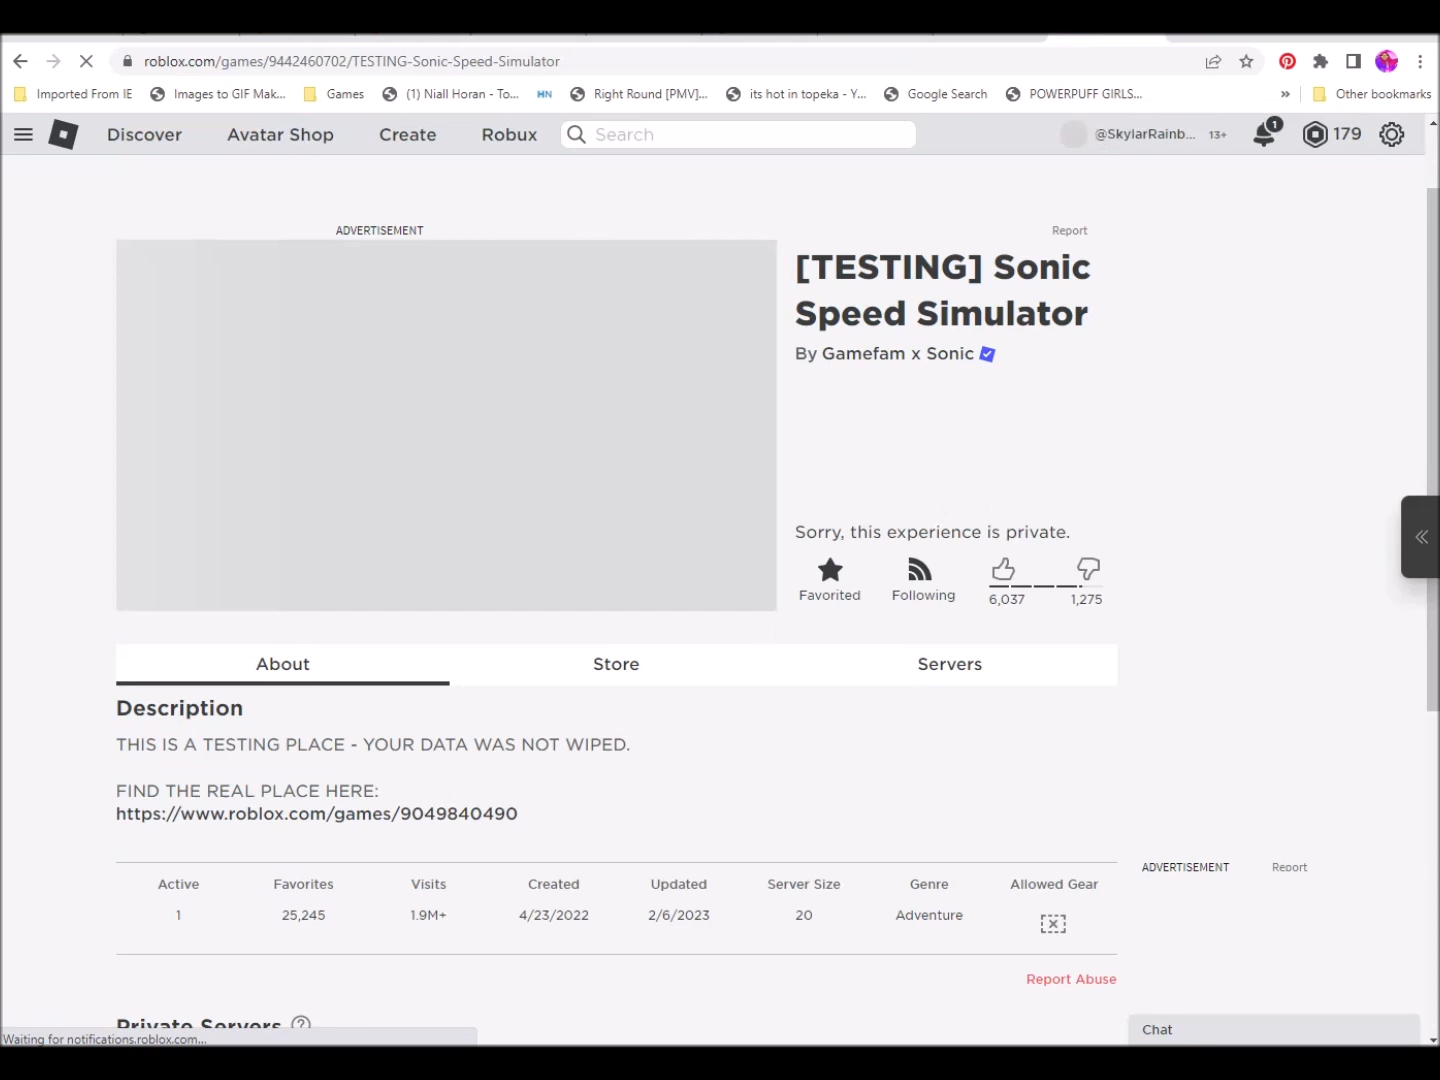 roblox.com/games/9442460702/TESTING-Sonic-Speed-Simulator
Imported From IE
Images to GIF Mak...
Games
(1) Niall Horan - To...
HN
Right Round [PMV]...
its hot in topeka - Y...
Google Search
POWERPUFF GIRLS...
»
Other bookmarks
Discover
Avatar Shop
Create
Robux
Search
@SkylarRainb...
13+
1
179
ADVERTISEMENT
Report
[TESTING] Sonic
Speed Simulator
By Gamefam x Sonic
Sorry, this experience is private.
Favorited
Following
6,037
1,275
About
Store
Servers
Description
THIS IS A TESTING PLACE - YOUR DATA WAS NOT WIPED.
FIND THE REAL PLACE HERE:
https://www.roblox.com/games/9049840490
ADVERTISEMENT
Report
Active
Favorites
Visits
Created
Updated
Server Size
Genre
Allowed Gear
1
25,245
1.9M+
4/23/2022
2/6/2023
20
Adventure
Report Abuse
Private Servers
Waiting for notifications.roblox.com...
Chat